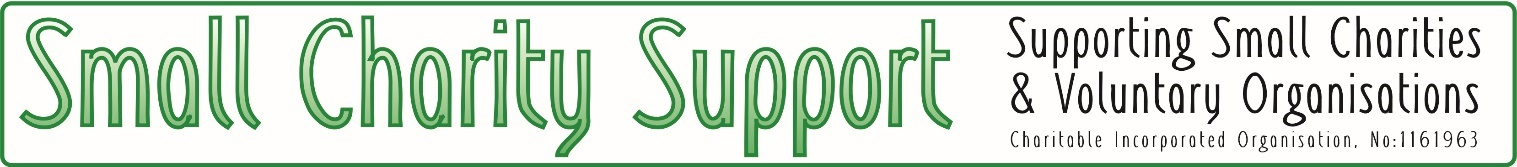 Small Charity Support
Supporting Small Charities
& Voluntary Organisations
Charitable Incorporated Organisation, No:1161963